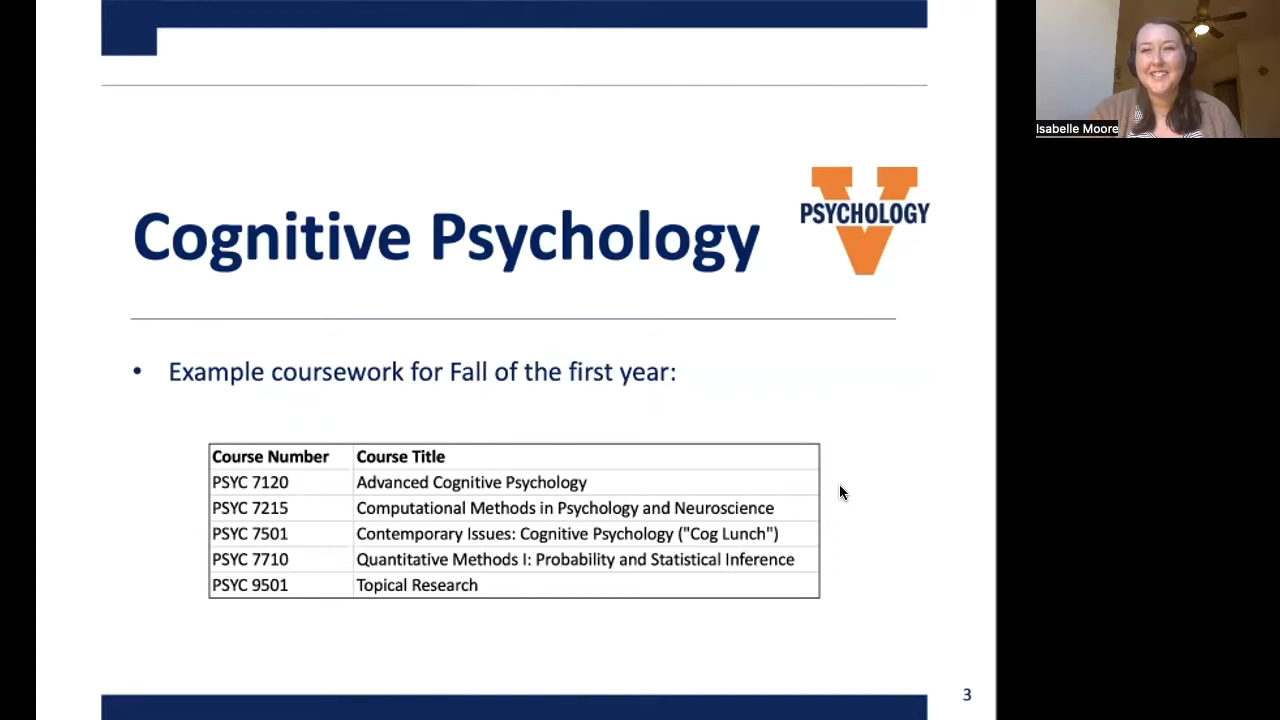 Isabelle Moore
Cognitive Psychology
PSYCHOLOGY
• Example coursework for Fall of the first year:
Course Number Course Title
PSYC 7120 Advanced Cognitive Psychology
PSYC 7215 Computational Methods in Psychology and Neuroscience
PSYC 7501 Contemporary Issues: Cognitive Psychology ("Cog Lunch")
PSYC 7710 Quantitative Methods I: Probability and Statistical Inference
PSYC 9501 Topical Research
3